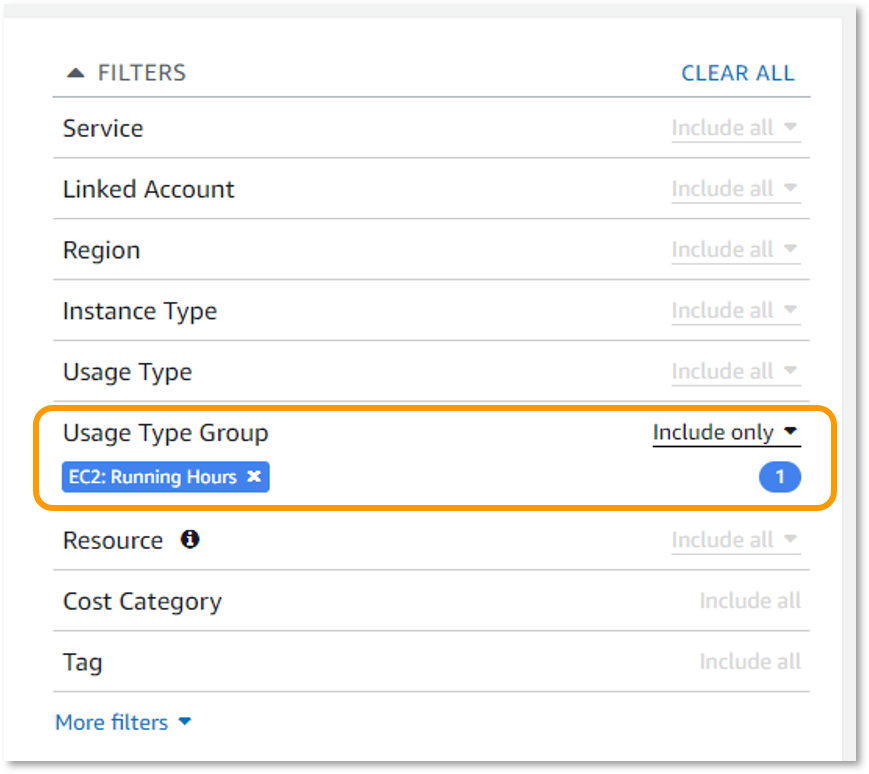 FILTERS CLEAR ALL
Service Include all
Linked Account Include all
Region Include all
Instance Type Include all
Usage Type Include all
Usage Type Group Include only
EC2: Running Hours 1
Resource Include all
Cost Category Include all
Tag Include all
More filters